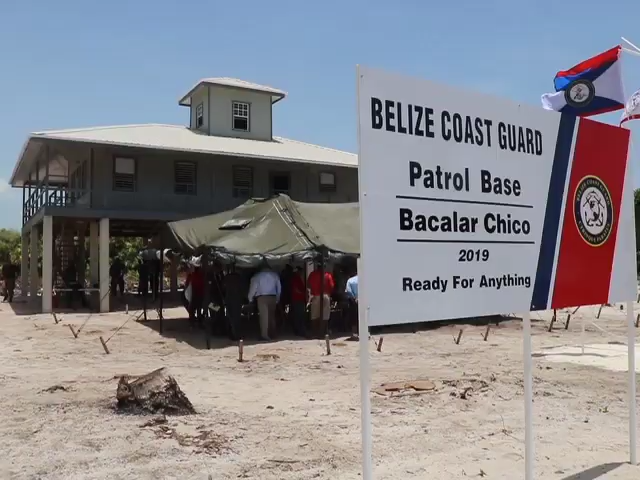 BELIZE COAST GUARD
Patrol Base
Bacalar Chico
2019
Ready For Anything